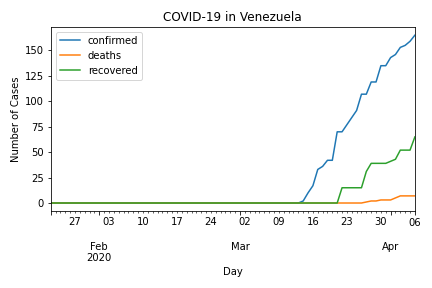 COVID-19 in Venezuela
confirmed
deaths
recovered
Number of Cases
150
125
100
75
50
25
0
27 03 10 17 24 02 09 16 23 30 06
Feb Mar Apr
2020
Day